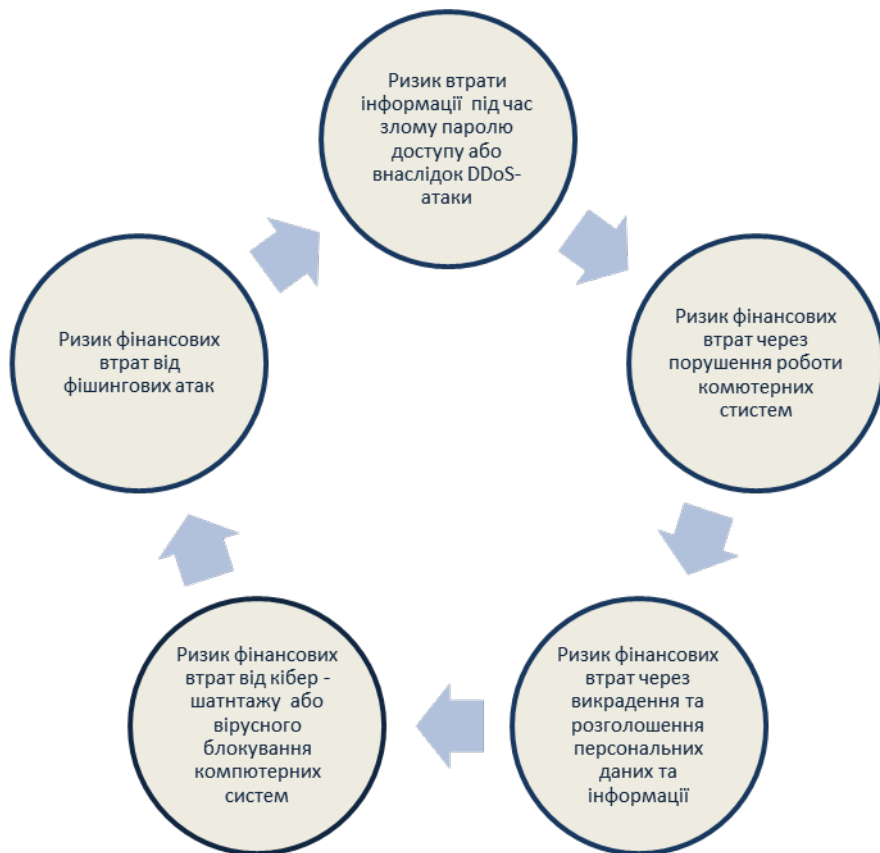 Ризик втрати
інформації під час
злому паролю
доступу або
внаслідок DDoS-
атаки
Ризик фінансових
втрат через
порушення роботи
комютерних
стистем
Ризик фінансових
втрат через
викрадення та
розголошення
персональних
даних та
інформації
Ризик фінансових
втрат від кібер -
шатнтажу або
вірусного
блокування
компютерних
систем
Ризик фінансових
втрат від
фішингових атак